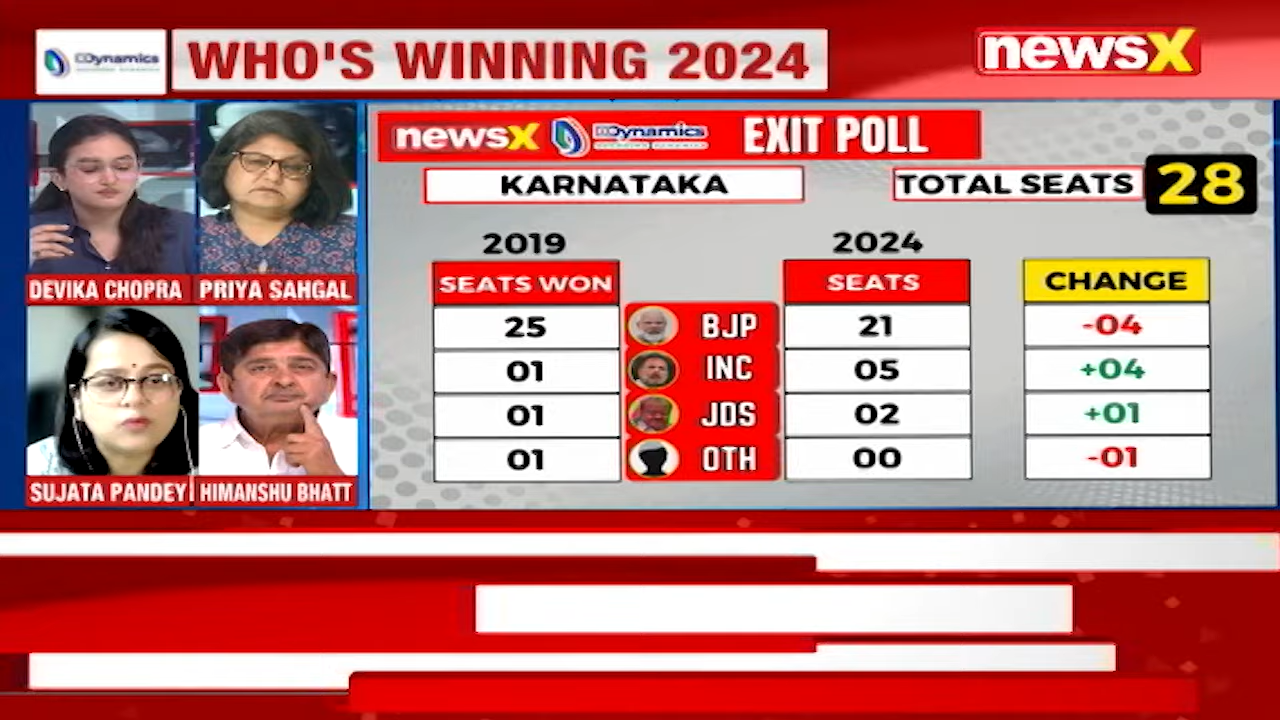 DDynamics
WHO'S WINNING 2024
newsX
newsX DDynamics EXIT POLL
KARNATAKA
TOTAL SEATS 28
2019 2024
SEATS WON SEATS CHANGE
25 BJP 21 -04
01 INC 05 +04
01 JDS 02 +01
01 OTH 00 -01
DEVIKA CHOPRA PRIYA SAHGAL
SUJATA PANDEY HIMANSHU BHATT